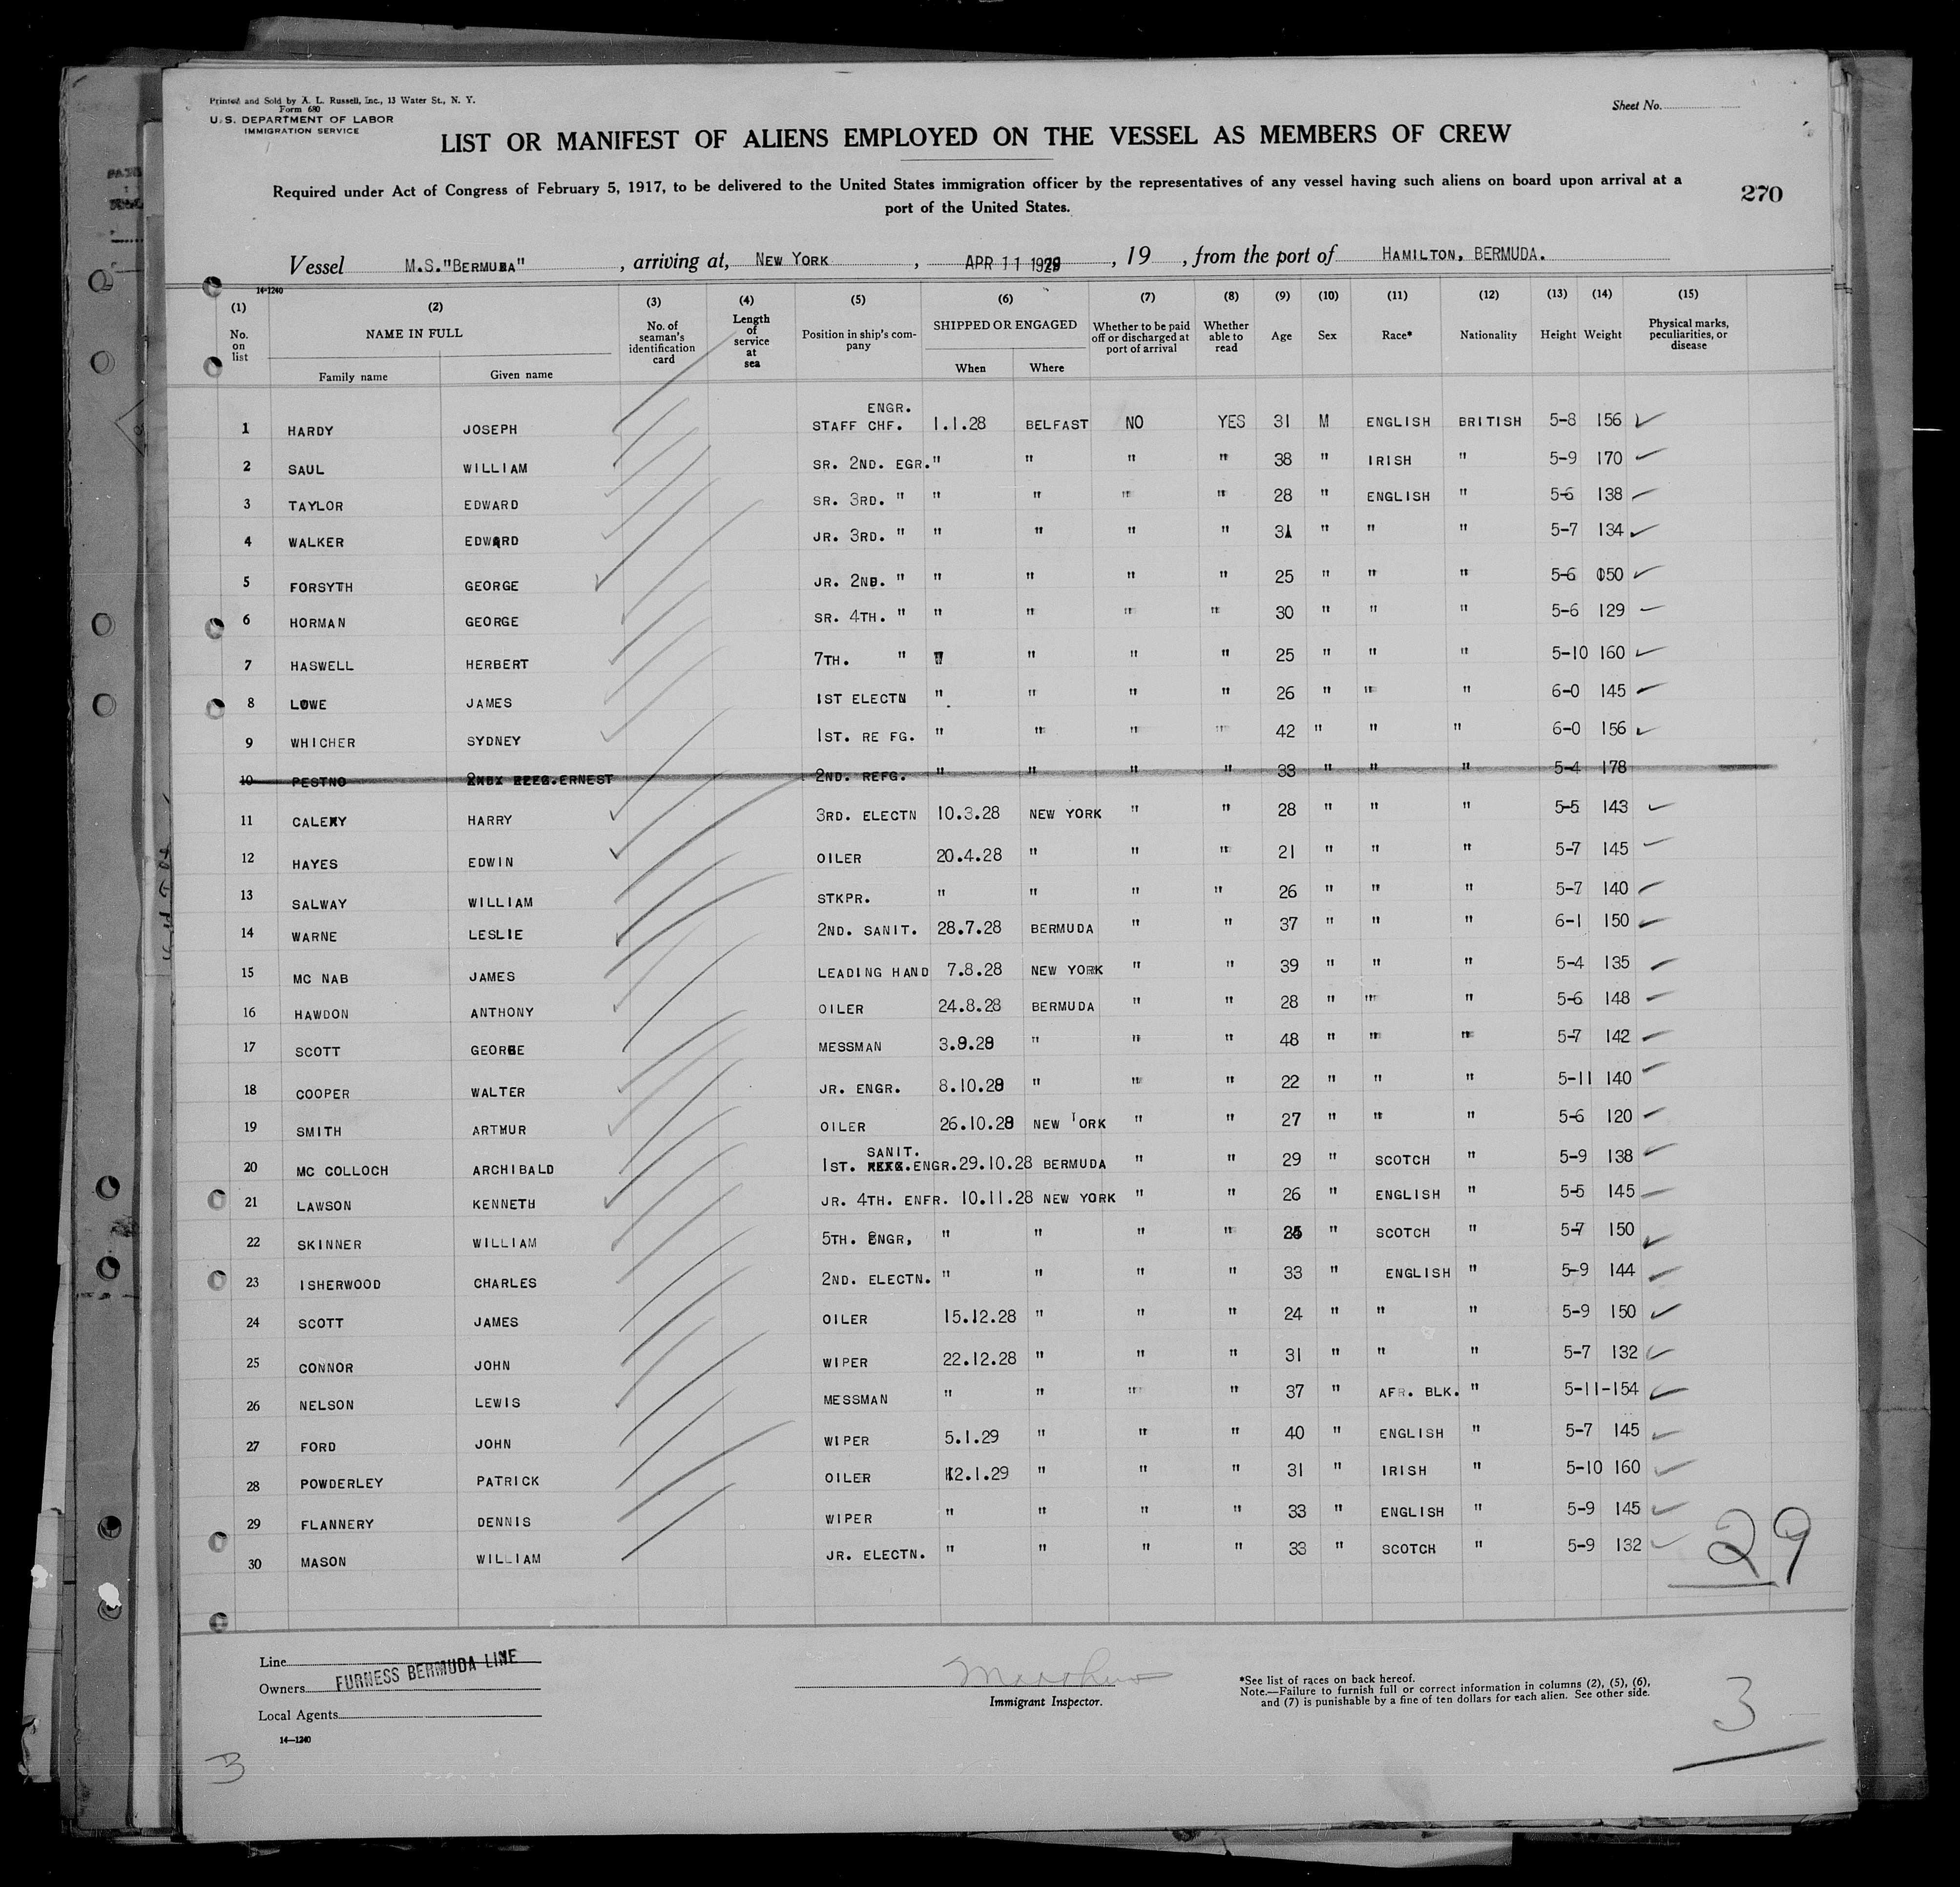 Printed and Sold by A. L. Russell, Inc., 13 Water St., N. Y.
Form 680
U. S. DEPARTMENT OF LABOR
IMMIGRATION SERVICE
Sheet No.
LIST OR MANIFEST OF ALIENS EMPLOYED ON THE VESSEL AS MEMBERS OF CREW
Required under Act of Congress of February 5, 1917, to be delivered to the United States immigration officer by the representatives of any vessel having such aliens on board upon arrival at a
port of the United States.
270
Vessel M.S."BERMUDA", arriving at, NEW YORK, APR 11 1929, 19 , from the port of HAMILTON, BERMUDA.
14-1240
(1) (2) (3) (4) (5) (6) (7) (8) (9) (10) (11) (12) (13) (14) (15)
No. on list NAME IN FULL Family name Given name No. of seaman's identification card Length of service at sea Position in ship's company SHIPPED OR ENGAGED When Where Whether to be paid off or discharged at port of arrival Whether able to read Age Sex Race* Nationality Height Weight Physical marks, peculiarities, or disease
ENGR.
1 HARDY JOSEPH STAFF CHF. 1.1.28 BELFAST NO YES 31 M ENGLISH BRITISH 5-8 156
2 SAUL WILLIAM SR. 2ND. EGR. " " " " 38 " IRISH " 5-9 170
3 TAYLOR EDWARD SR. 3RD. " " " " " 28 " ENGLISH " 5-6 138
4 WALKER EDWARD JR. 3RD. " " " " " 31 " " " 5-7 134
5 FORSYTH GEORGE JR. 2ND. " " " " " 25 " " " 5-6 050
6 HORMAN GEORGE SR. 4TH. " " " " " 30 " " " 5-6 129
7 HASWELL HERBERT 7TH. " " " " " 25 " " " 5-10 160
8 LOWE JAMES 1ST ELECTN " " " " 26 " " " 6-0 145
9 WHICHER SYDNEY 1ST. RE FG. " " " " 42 " " " 6-0 156
10 PESTNO ERNEST 2ND. REFG. " " " " 33 " " " 5-4 178
11 CALEXY HARRY 3RD. ELECTN 10.3.28 NEW YORK " " 28 " " " 5-5 143
12 HAYES EDWIN OILER 20.4.28 " " " 21 " " " 5-7 145
13 SALWAY WILLIAM STKPR. " " " " 26 " " " 5-7 140
14 WARNE LESLIE 2ND. SANIT. 28.7.28 BERMUDA " " 37 " " " 6-1 150
15 MC NAB JAMES LEADING HAND 7.8.28 NEW YORK " " 39 " " " 5-4 135
16 HAWDON ANTHONY OILER 24.8.28 BERMUDA " " 28 " " " 5-6 148
17 SCOTT GEORGE MESSMAN 3.9.28 " " " 48 " " " 5-7 142
18 COOPER WALTER JR. ENGR. 8.10.28 " " " 22 " " " 5-11 140
19 SMITH ARTHUR OILER 26.10.28 NEW YORK " " 27 " " " 5-6 120
SANIT.
20 MC COLLOCH ARCHIBALD 1ST. ENGR. 29.10.28 BERMUDA " " 29 " SCOTCH " 5-9 138
21 LAWSON KENNETH JR. 4TH. ENFR. 10.11.28 NEW YORK " " 26 " ENGLISH " 5-5 145
22 SKINNER WILLIAM 5TH. ENGR, " " " " " SCOTCH " 5-7 150
23 ISHERWOOD CHARLES 2ND. ELECTN. " " " " 33 " ENGLISH " 5-9 144
24 SCOTT JAMES OILER 15.12.28 " " " 24 " " " 5-9 150
25 CONNOR JOHN WIPER 22.12.28 " " " 31 " " " 5-7 132
26 NELSON LEWIS MESSMAN " " " " 37 " AFR. BLK. " 5-11-154
27 FORD JOHN WIPER 5.1.29 " " " 40 " ENGLISH " 5-7 145
28 POWDERLEY PATRICK OILER 12.1.29 " " " 31 " IRISH " 5-10 160
29 FLANNERY DENNIS WIPER " " " " 33 " ENGLISH " 5-9 145
30 MASON WILLIAM JR. ELECTN. " " " " 33 " SCOTCH " 5-9 132
29
Line
Owners FURNESS BERMUDA LINE
Local Agents
14—1240
Immigrant Inspector.
*See list of races on back hereof.
Note.—Failure to furnish full or correct information in columns (2), (5), (6),
and (7) is punishable by a fine of ten dollars for each alien. See other side.
3
3